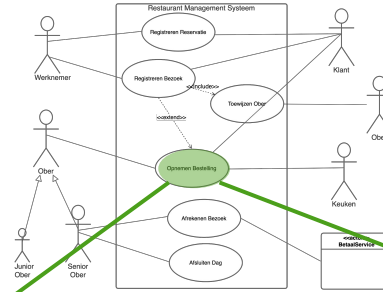 Restaurant Management Systeem
Registreren Reservatie
Werknemer
Registreren Bezoek
Klant
<<include>>
Toewijzen Ober
<<extend>>
Ober
Opnemen Bestelling
Keuken
Afrekenen Bezoek
BetaalService
Afsluiten Dag
Junior
Ober
Senior
Ober